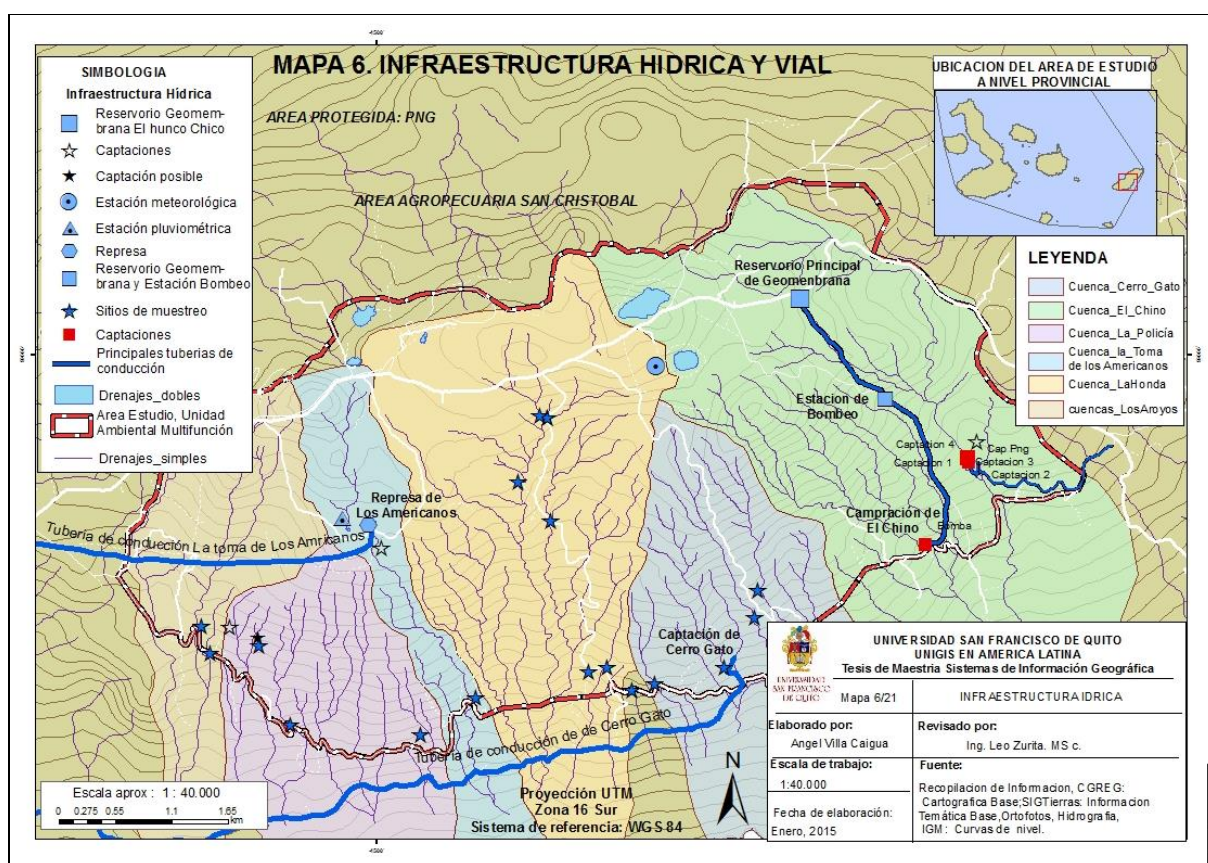 MAPA 6. INFRAESTRUCTURA HIDRICA Y VIAL
AREA PROTEGIDA: PNG
AREA AGROPECUARIA SAN CRISTOBAL
SIMBOLOGIA
Infraestructura Hídrica
Reservorio Geomem-
brana El hunco Chico
Captaciones
Captación posible
Estación meteorológica
Estación pluviométrica
Represa
Reservorio Geomem-
brana y Estación Bombeo
Sitios de muestreo
Captaciones
Principales tuberias de
conducción
Drenajes_dobles
Area Estudio, Unidad
Ambiental Multifunción
Drenajes_simples
UBICACION DEL AREA DE ESTUDIO
A NIVEL PROVINCIAL
LEYENDA
Cuenca_Cerro_Gato
Cuenca_El_Chino
Cuenca_La_Policía
Cuenca_la_Toma
de los Americanos
Cuenca_LaHonda
cuencas_LosAroyos
Reservorio Principal
de Geomenbrana
Estacion de
Bombeo
Captacion 4
Cap.Png
Captacion 1
Captacion 3
Captacion 2
Campración de
El Chino
Bomba
Represa de
Los Americanos
Tuberia de conducción La toma de Los Amricanos
Captación de
Cerro Gato
Tuberia de conducción de de Cerro Gato
Escala aprox : 1 : 40.000
0 0.275 0.55 1.1 1.65
km
Proyección UTM
Zona 16 Sur
Sistema de referencia: WGS 84
N
UNIVERSIDAD
SAN FRANCISCO
DE QUITO
UNIVERSIDAD SAN FRANCISCO DE QUITO
UNIGIS EN AMERICA LATINA
Tesis de Maestria Sistemas de Información Geográfica
Mapa 6/21
INFRAESTRUCTURA IDRICA
Elaborado por:
Angel Villa Caigua
Revisado por:
Ing. Leo Zurita. MS c.
Escala de trabajo:
1:40.000
Fecha de elaboración:
Enero, 2015
Fuente:
Recopilacion de Informacion, CGREG:
Cartografica Base;SIGTierras: Informacion
Temática Base,Ortofotos, Hidrografia,
IGM: Curvas de nivel.